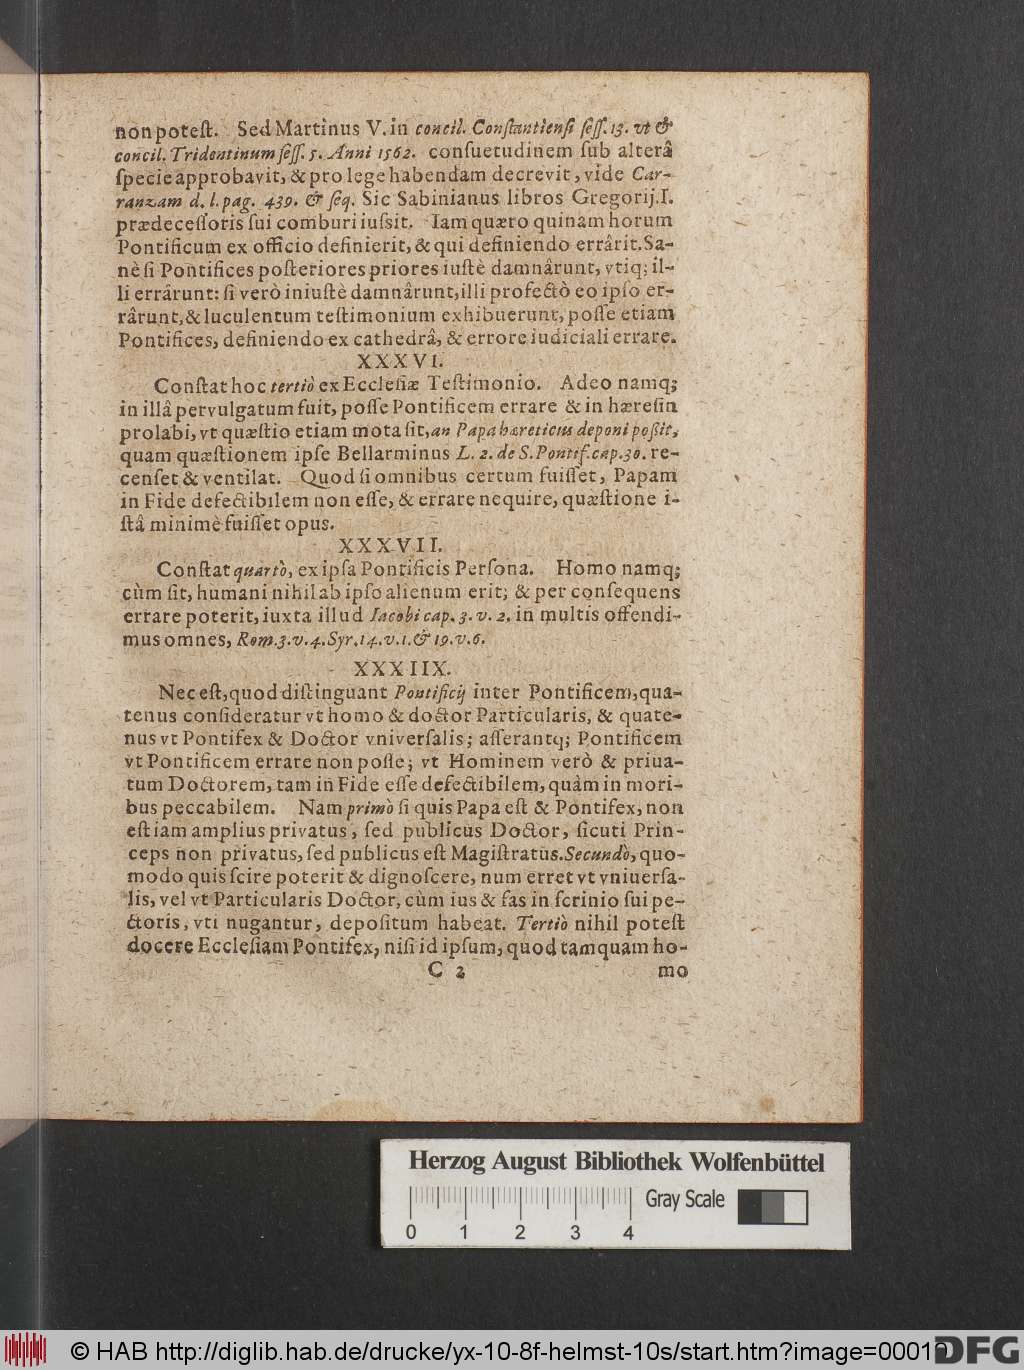 non poteſt. Sed Martinus V. in concil. Conſtantienſi ſeſſ. 13. vt &
concil. Tridentinum ſeſſ. 5. Anni 1562. conſuetudinem ſub alterâ
ſpecie approbavit, & pro lege habendam decrevit, vide Car-
ranzam d. l. pag. 439. & ſeq. Sic Sabinianus libros Gregorij. I.
prædeceſſoris ſui comburi iuſsit. Iam quæro quinam horum
Pontificum ex officio definierit, & qui definiendo errârit. Sa-
nè ſi Pontifices poſteriores priores iuſtè damnârunt, vtiq; il-
li errârunt: ſi verò iniuſtè damnârunt, illi profectò eo ipſo er-
rârunt, & luculentum teſtimonium exhibuerunt, poſſe etiam
Pontifices, definiendo ex cathedrâ, & errore iudiciali errare.
XXXVI.
Conſtat hoc tertiò ex Eccleſiæ Teſtimonio. Adeo namq;
in illâ pervulgatum fuit, poſſe Pontificem errare & in hæreſin
prolabi, vt quæſtio etiam mota ſit, an Papa hæreticus deponi poßit,
quam quæſtionem ipſe Bellarminus L. 2. de S. Pontif. cap. 30. re-
cenſet & ventilat. Quod ſi omnibus certum fuiſſet, Papam
in Fide defectibilem non eſſe, & errare nequire, quæſtione i-
ſtâ minimè fuiſſet opus.
XXXVII.
Conſtat quartò, ex ipſa Pontificis Perſona. Homo namq;
cùm ſit, humani nihil ab ipſo alienum erit; & per conſequens
errare poterit, iuxta illud Iacobi cap. 3. v. 2. in multis offendi-
mus omnes, Rom. 3. v. 4. Syr. 14. v. 1. & 19. v. 6.
XXXIIX.
Nec eſt, quod diſtinguant Pontificij inter Pontificem, qua-
tenus conſideratur vt homo & doctor Particularis, & quate-
nus vt Pontifex & Doctor vniverſalis; aſſerantq; Pontificem
vt Pontificem errare non poſſe; vt Hominem verò & priua-
tum Doctorem, tam in Fide eſſe defectibilem, quàm in mori-
bus peccabilem. Nam primò ſi quis Papa eſt & Pontifex, non
eſt iam amplius privatus, ſed publicus Doctor, ſicuti Prin-
ceps non privatus, ſed publicus eſt Magiſtratus. Secundò, quo-
modo quis ſcire poterit & dignoſcere, num erret vt vniuerſa-
lis, vel vt Particularis Doctor, cùm ius & fas in ſcrinio ſui pe-
ctoris, vti nugantur, depoſitum habeat. Tertiò nihil poteſt
docere Eccleſiam Pontifex, niſi id ipſum, quod tamquam ho-
C 2 mo
Herzog August Bibliothek Wolfenbüttel
Gray Scale
0 1 2 3 4
© HAB http://diglib.hab.de/drucke/yx-10-8f-helmst-10s/start.htm?image=00019
DFG